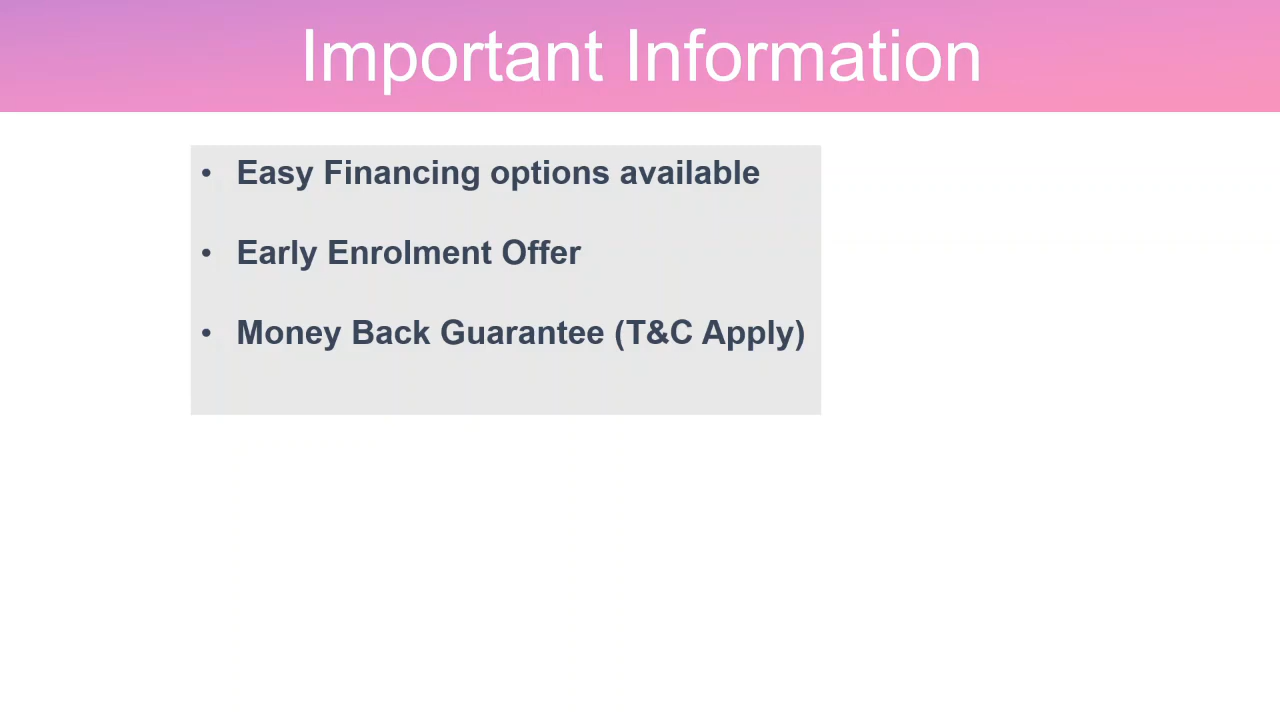 Important Information
• Easy Financing options available
• Early Enrolment Offer
• Money Back Guarantee (T&C Apply)